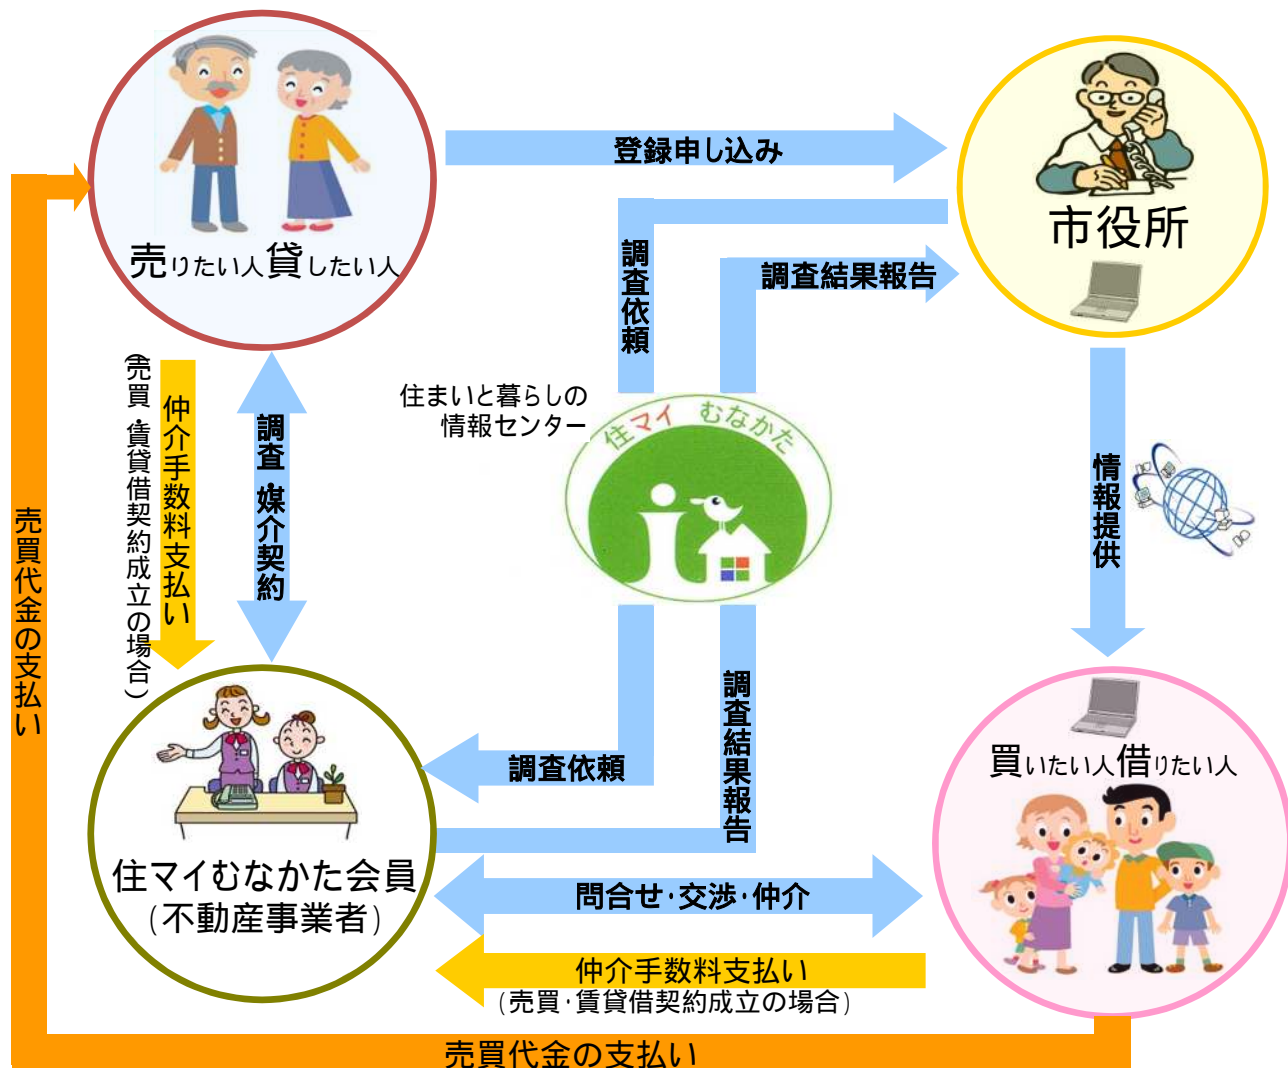 登録申し込み
市役所
売りたい人貸したい人
調査依頼
調査結果報告
住まいと暮らしの
情報センター
住マイ むなかた
仲介手数料支払い
(売買・賃貸借契約成立の場合)
調査・媒介契約
情報提供
売買代金の支払い
調査依頼
調査結果報告
買いたい人借りたい人
住マイむなかた会員
(不動産事業者)
問合せ・交渉・仲介
仲介手数料支払い
(売買・賃貸借契約成立の場合)
売買代金の支払い